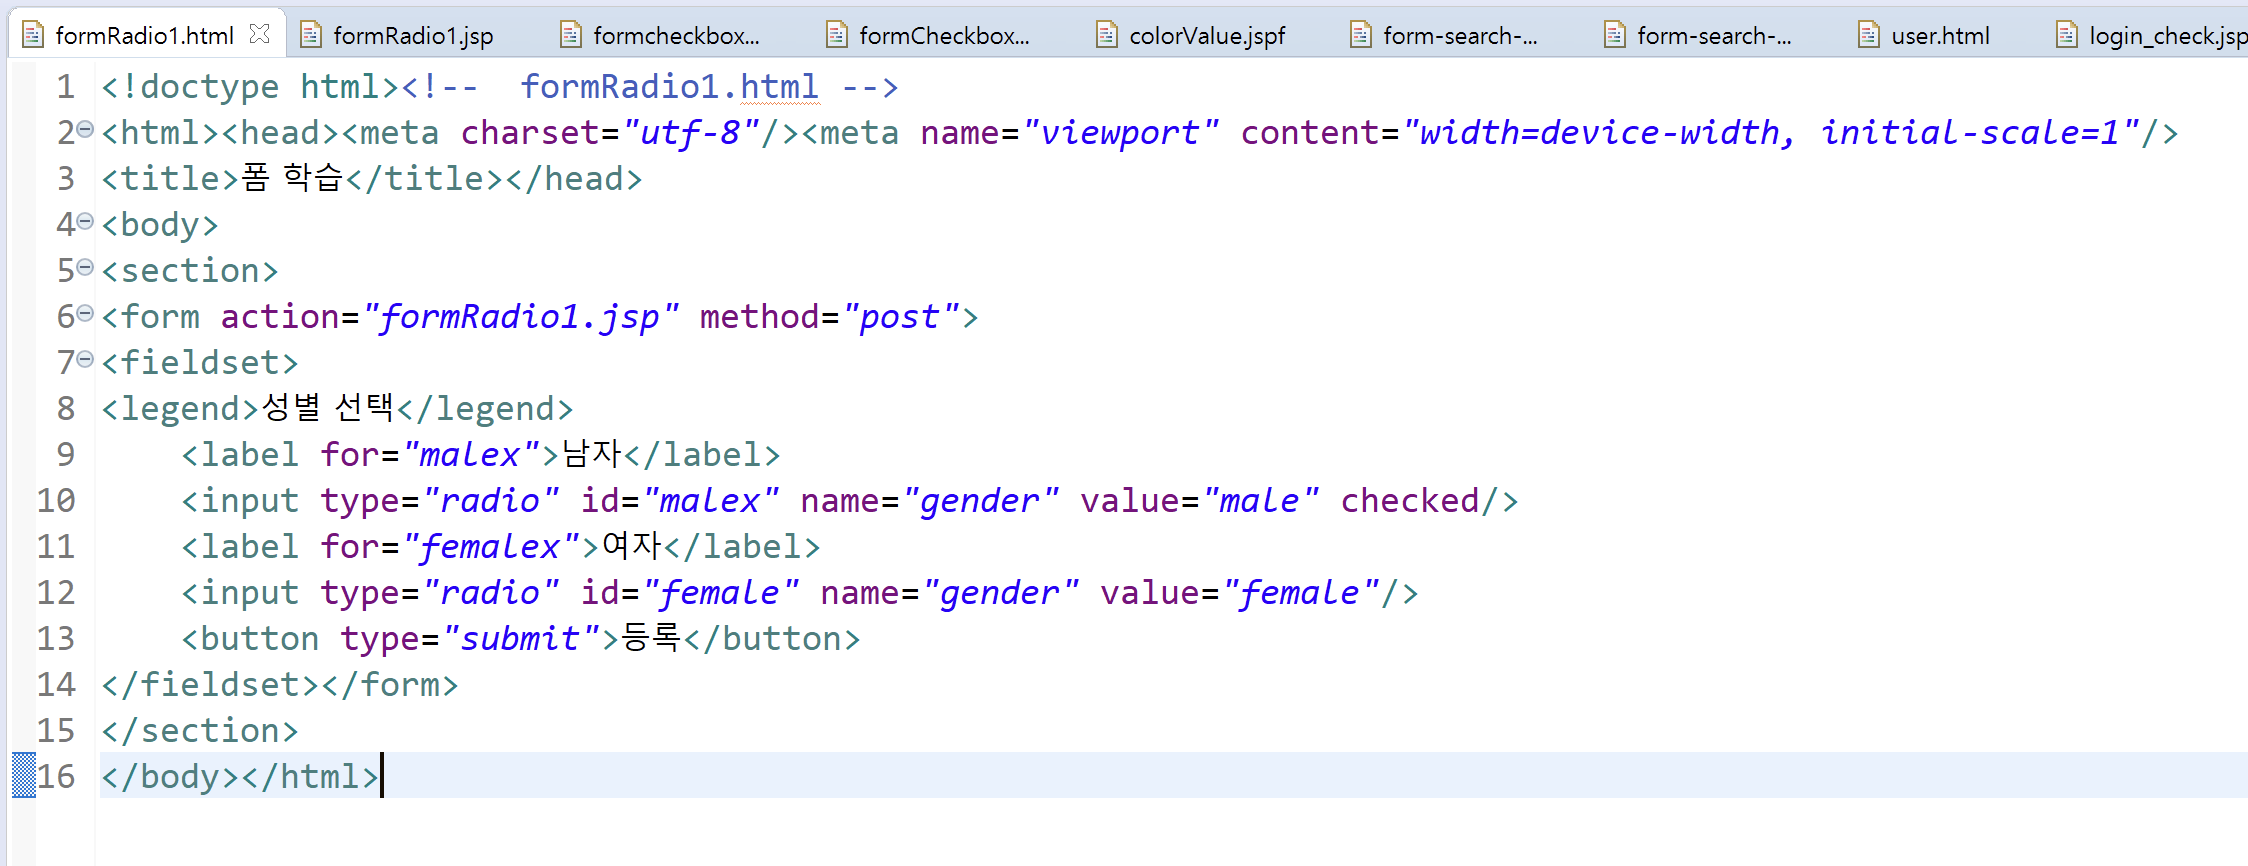 formRadio1.html formRadio1.jsp formcheckbox... formCheckbox... colorValue.jspf form-search-... form-search-... user.html login_check.jsp
1 <!doctype html><!--  formRadio1.html -->
2 <html><head><meta charset="utf-8"/><meta name="viewport" content="width=device-width, initial-scale=1"/>
3 <title>폼 학습</title></head>
4 <body>
5 <section>
6 <form action="formRadio1.jsp" method="post">
7 <fieldset>
8 <legend>성별 선택</legend>
9     <label for="malex">남자</label>
10     <input type="radio" id="malex" name="gender" value="male" checked/>
11     <label for="femalex">여자</label>
12     <input type="radio" id="female" name="gender" value="female"/>
13     <button type="submit">등록</button>
14 </fieldset></form>
15 </section>
16 </body></html>